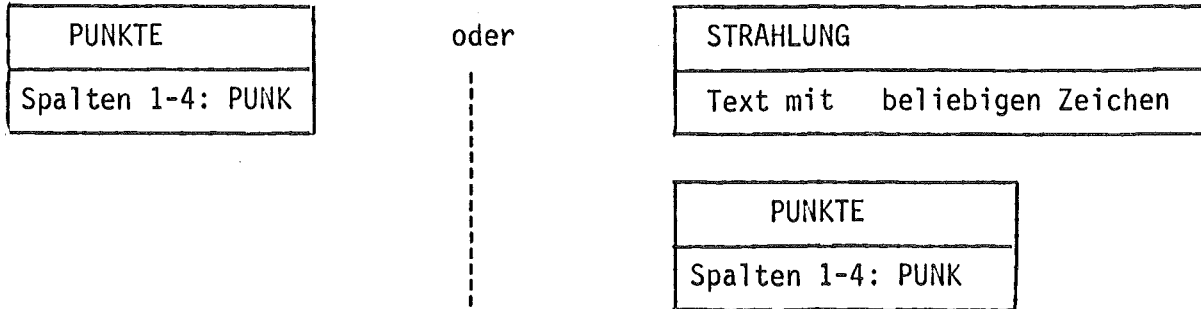 PUNKTE
Spalten 1-4: PUNK
oder
STRAHLUNG
Text mit beliebigen Zeichen
PUNKTE
Spalten 1-4: PUNK